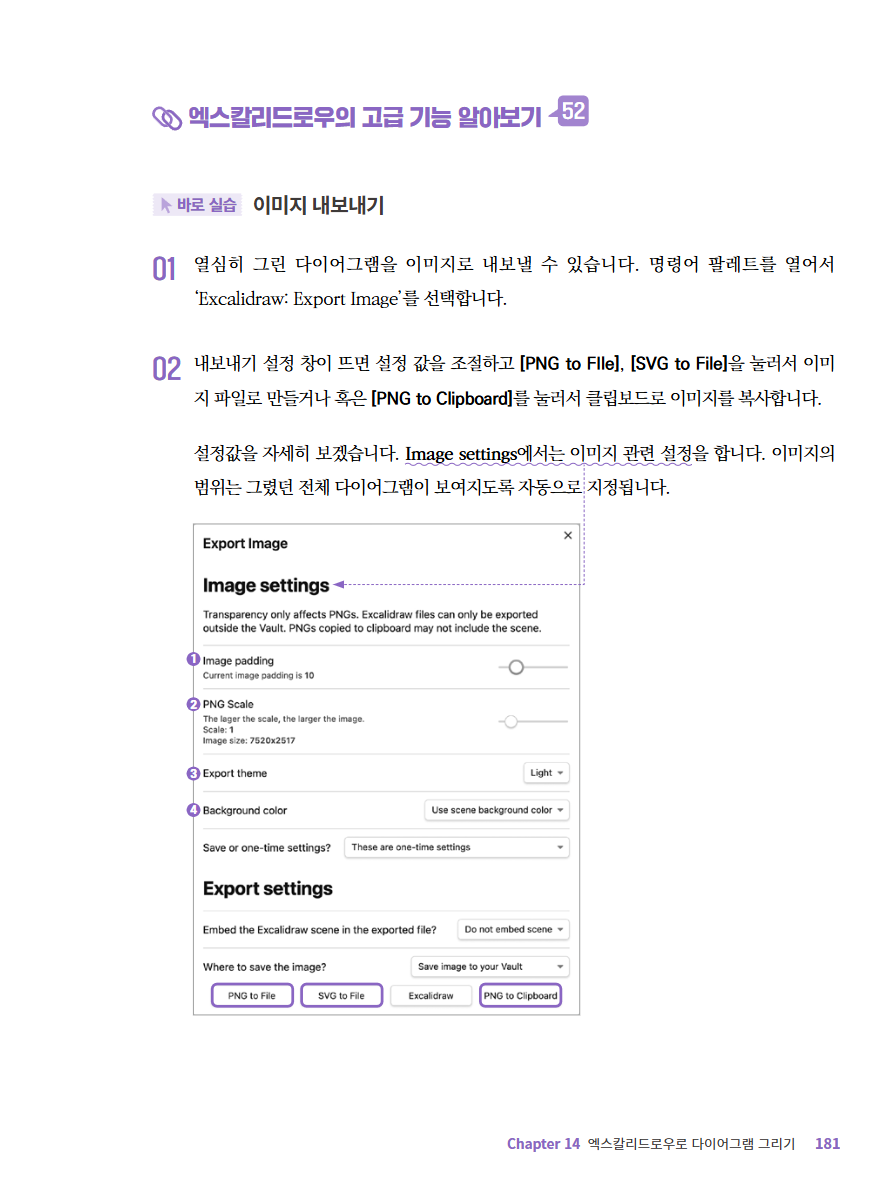 엑스칼리드로우의 고급 기능 알아보기 52
바로 실습 이미지 내보내기
01 열심히 그린 다이어그램을 이미지로 내보낼 수 있습니다. 명령어 팔레트를 열어서
‘Excalidraw: Export Image’를 선택합니다.
02 내보내기 설정 창이 뜨면 설정 값을 조절하고 [PNG to FIle], [SVG to File]을 눌러서 이미
지 파일로 만들거나 혹은 [PNG to Clipboard]를 눌러서 클립보드로 이미지를 복사합니다.
설정값을 자세히 보겠습니다. Image settings에서는 이미지 관련 설정을 합니다. 이미지의
범위는 그렸던 전체 다이어그램이 보여지도록 자동으로 지정됩니다.
Export Image ×
Image settings
Transparency only affects PNGs. Excalidraw files can only be exported
outside the Vault. PNGs copied to clipboard may not include the scene.
1 Image padding
Current image padding is 10
2 PNG Scale
The lager the scale, the larger the image.
Scale: 1
Image size: 7520x2517
3 Export theme Light
4 Background color Use scene background color
Save or one-time settings? These are one-time settings
Export settings
Embed the Excalidraw scene in the exported file? Do not embed scene
Where to save the image? Save image to your Vault
PNG to File SVG to File Excalidraw PNG to Clipboard
Chapter 14 엑스칼리드로우로 다이어그램 그리기 181